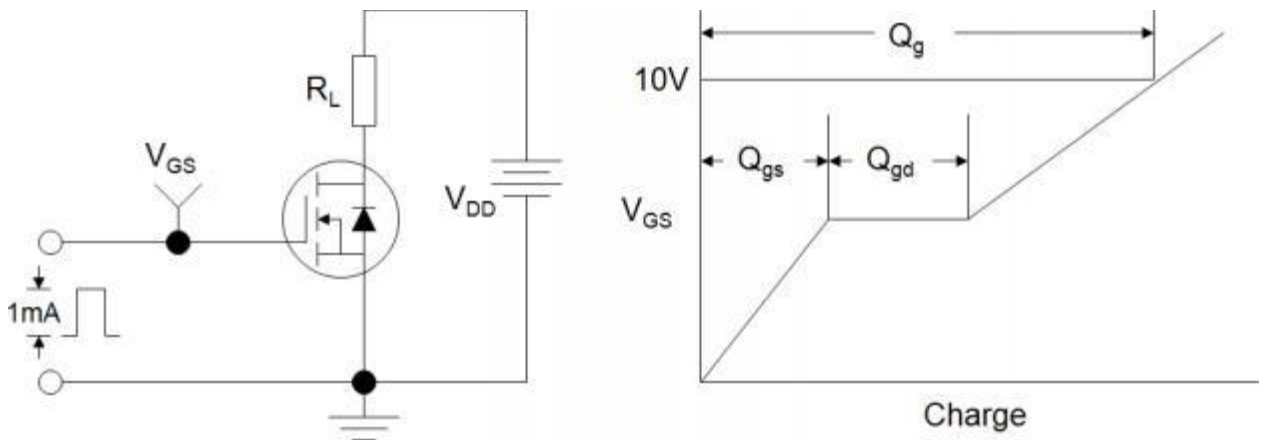 R_L
V_GS
V_DD
1mA
Q_g
10V
Q_gs
Q_gd
V_GS
Charge